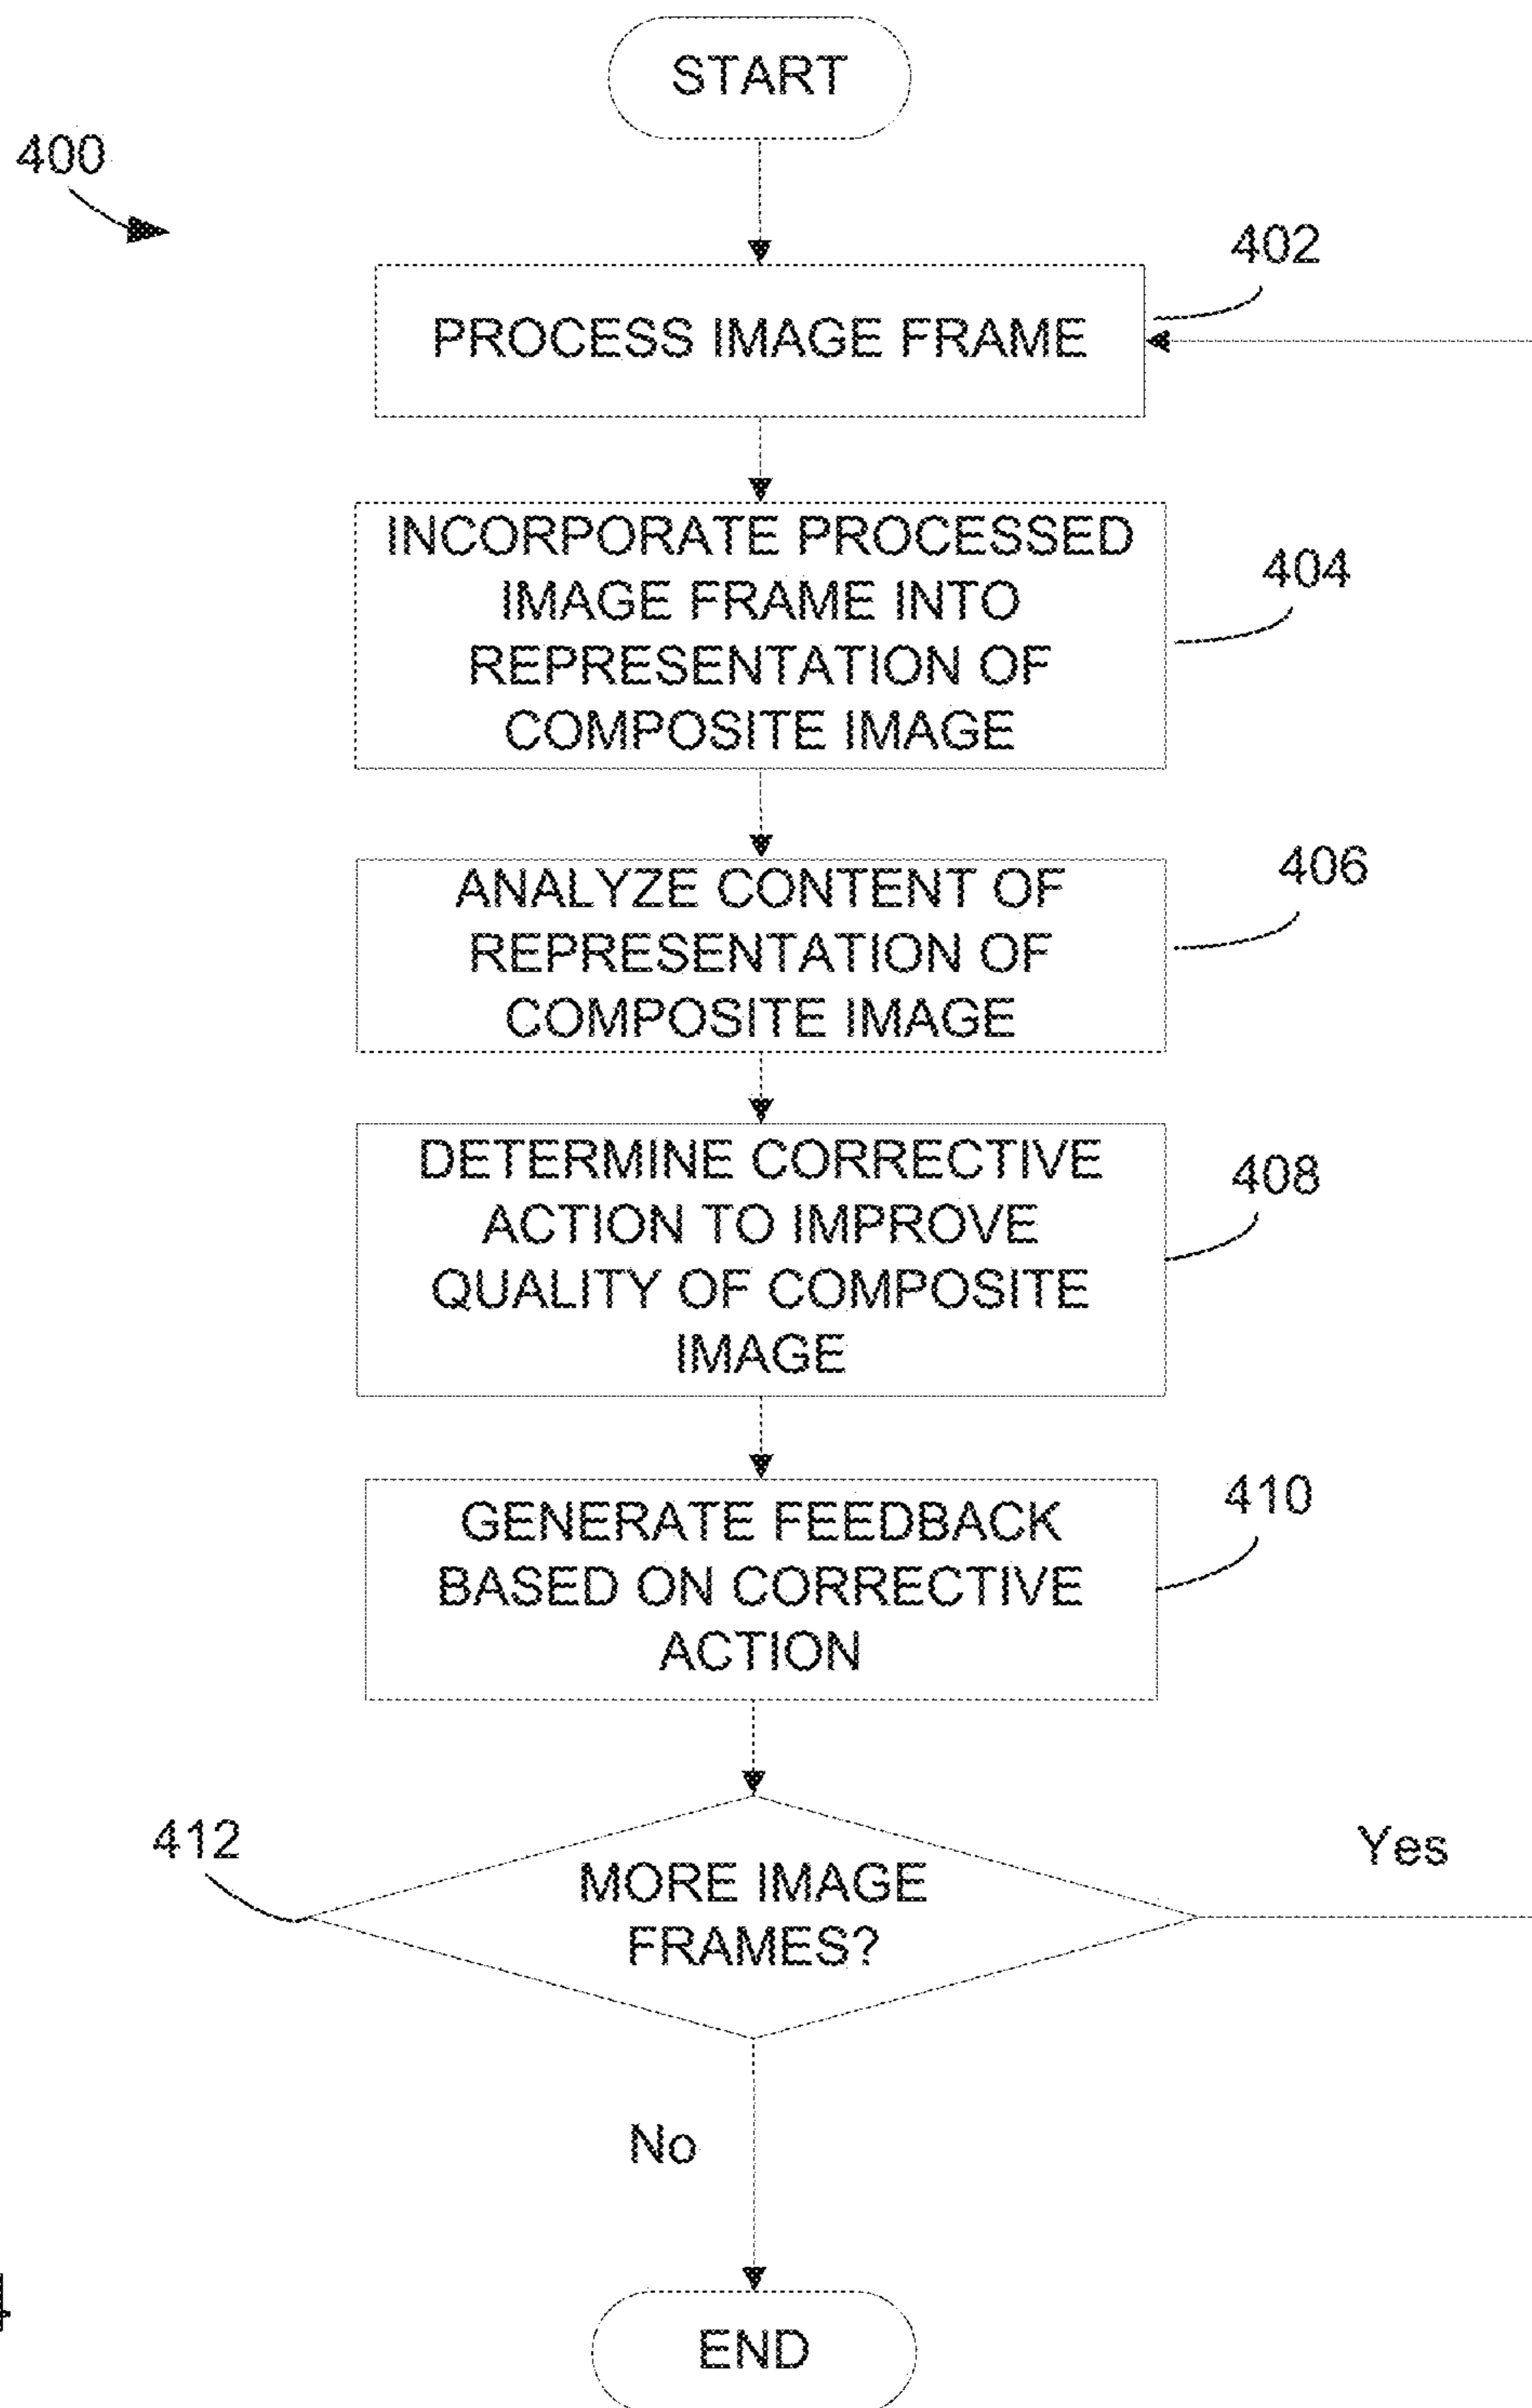 START
400
402
PROCESS IMAGE FRAME
INCORPORATE PROCESSED
IMAGE FRAME INTO
REPRESENTATION OF
COMPOSITE IMAGE
404
ANALYZE CONTENT OF
REPRESENTATION OF
COMPOSITE IMAGE
406
DETERMINE CORRECTIVE
ACTION TO IMPROVE
QUALITY OF COMPOSITE
IMAGE
408
GENERATE FEEDBACK
BASED ON CORRECTIVE
ACTION
410
412
MORE IMAGE
FRAMES?
Yes
No
END